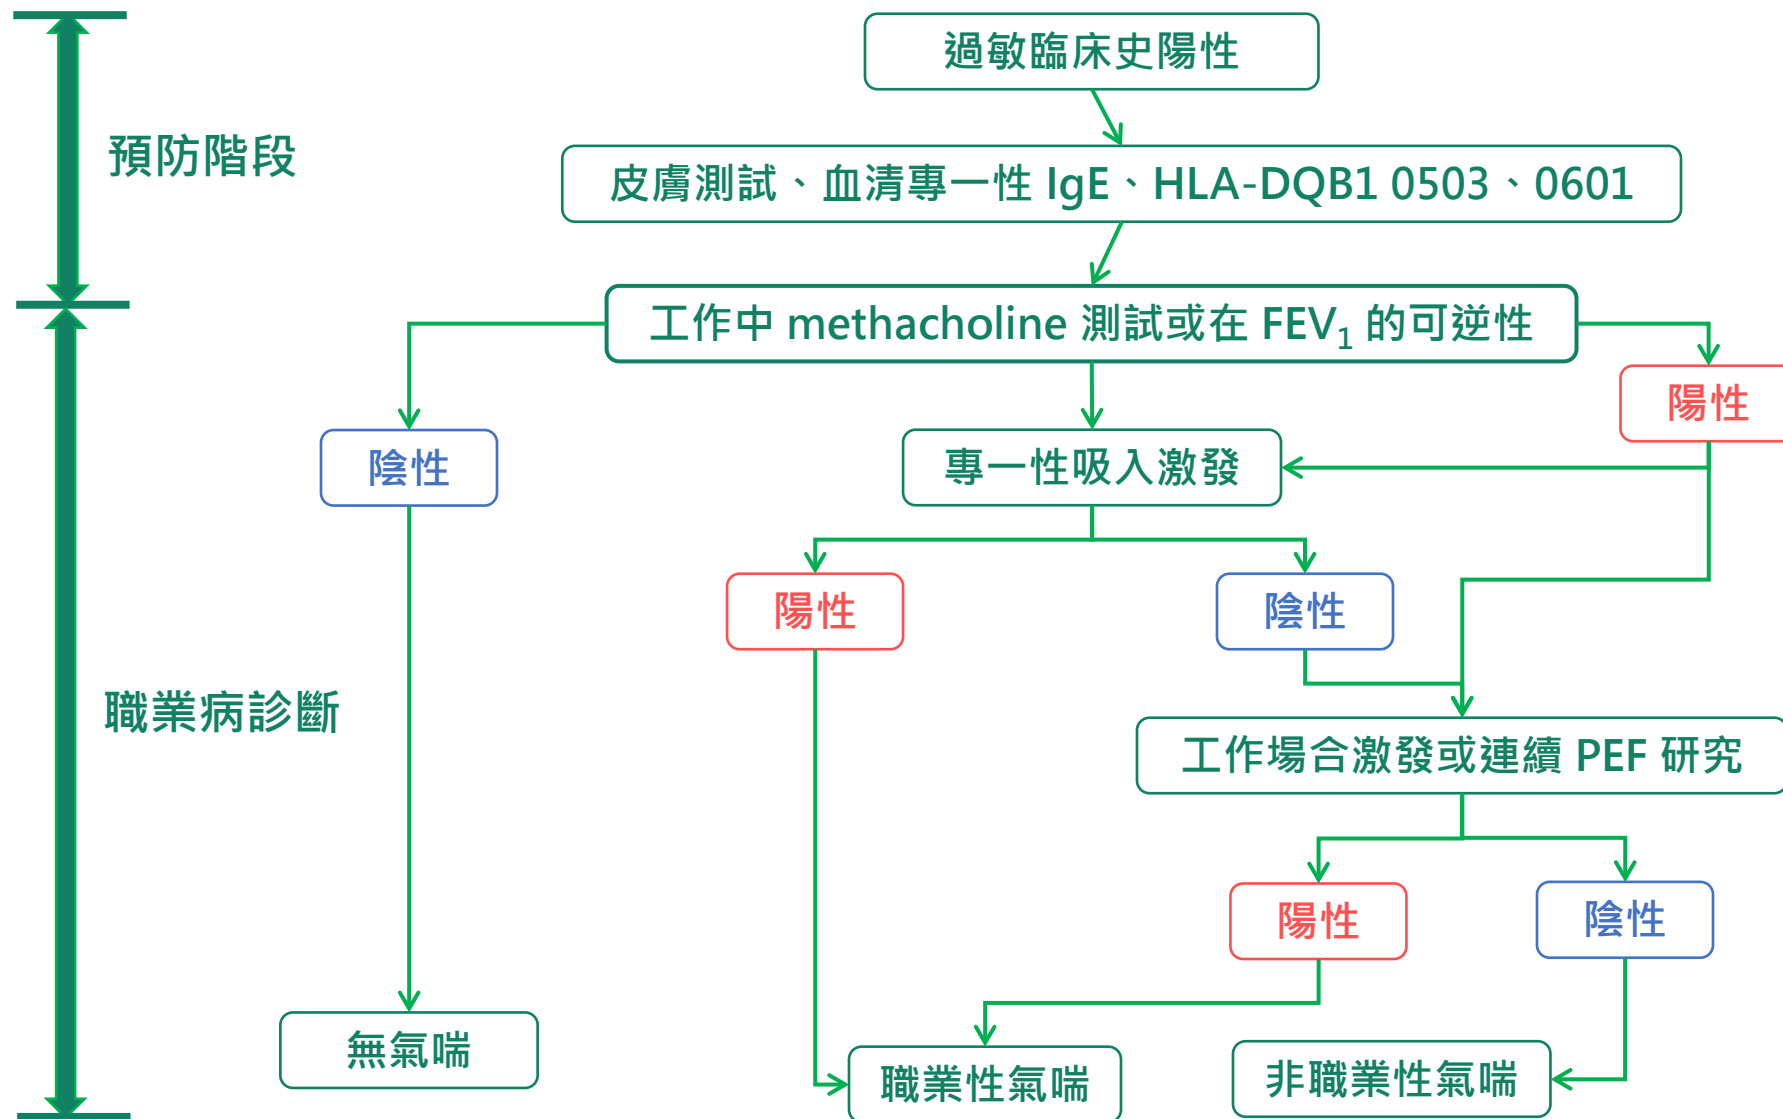 過敏臨床史陽性
預防階段
皮膚測試、血清專一性 IgE、HLA-DQB1 0503、0601
工作中 methacholine 測試或在 FEV₁ 的可逆性
陽性
陰性
專一性吸入激發
陽性
陰性
職業病診斷
工作場合激發或連續 PEF 研究
陽性
陰性
無氣喘
職業性氣喘
非職業性氣喘